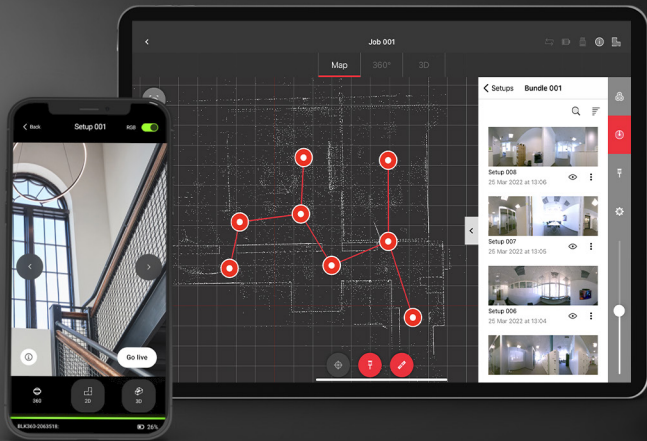 Job 001
Map
360°
3D
Setups
Bundle 001
Setup 008
25 Mar 2022 at 13:06
Setup 007
25 Mar 2022 at 13:05
Setup 006
25 Mar 2022 at 13:04
Back
Setup 001
RGB
Go live
360
2D
3D
BLK360-2063518:
26%